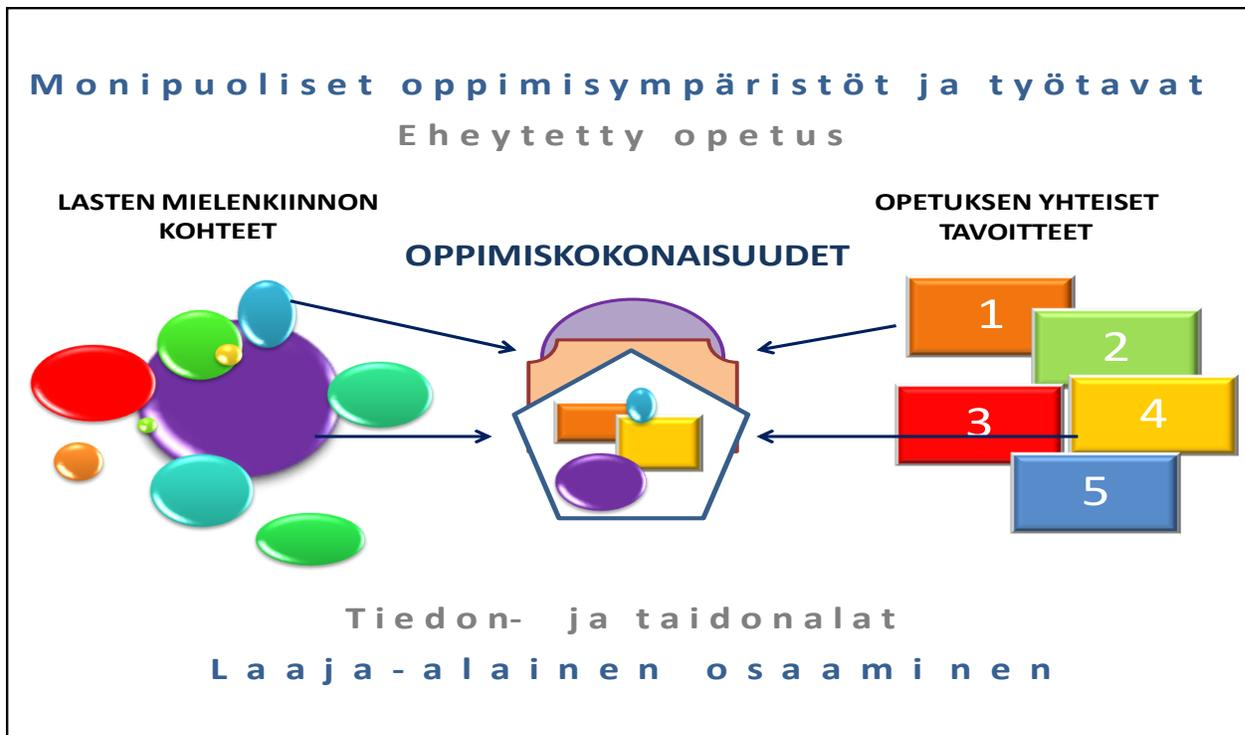 Monipuoliset oppimisympäristöt ja työtavat
Eheytetty opetus
LASTEN MIELENKIINNON
KOHTEET
OPPIMISKOKONAISUUDET
OPETUKSEN YHTEISET
TAVOITTEET
1
2
3
4
5
Tiedon- ja taidonalat
Laaja-alainen osaaminen